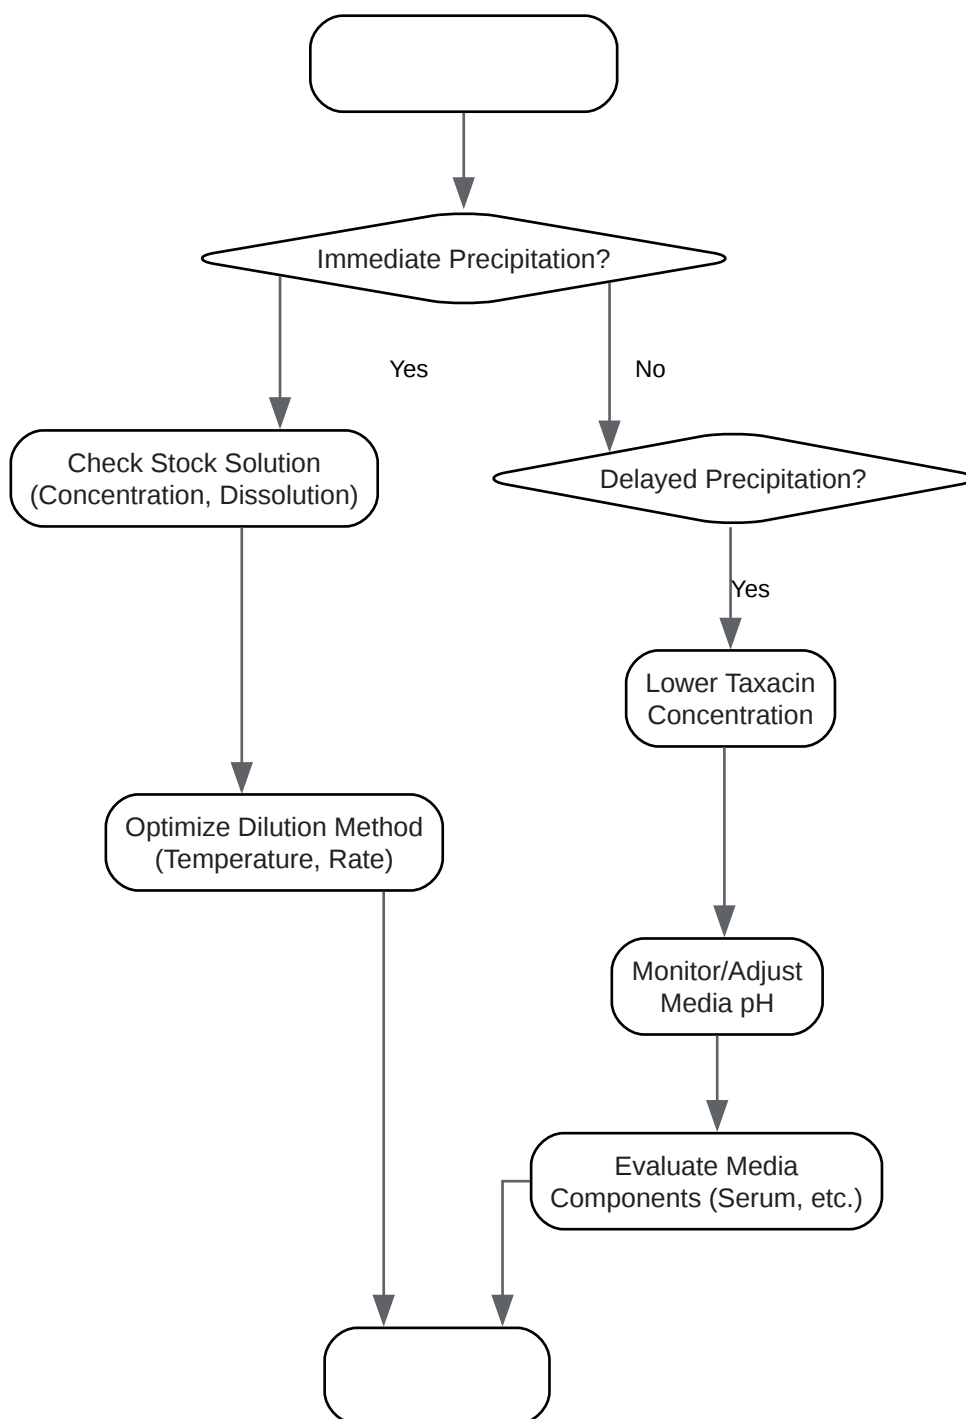 Immediate Precipitation?
Yes
No
Check Stock Solution
(Concentration, Dissolution)
Delayed Precipitation?
Yes
Lower Taxacin
Concentration
Optimize Dilution Method
(Temperature, Rate)
Monitor/Adjust
Media pH
Evaluate Media
Components (Serum, etc.)